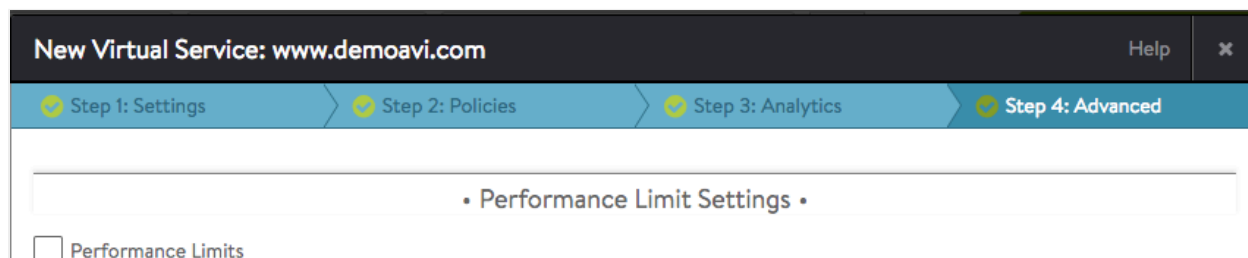 New Virtual Service: www.demoavi.com Help ×
Step 1: Settings Step 2: Policies Step 3: Analytics Step 4: Advanced
• Performance Limit Settings •
Performance Limits